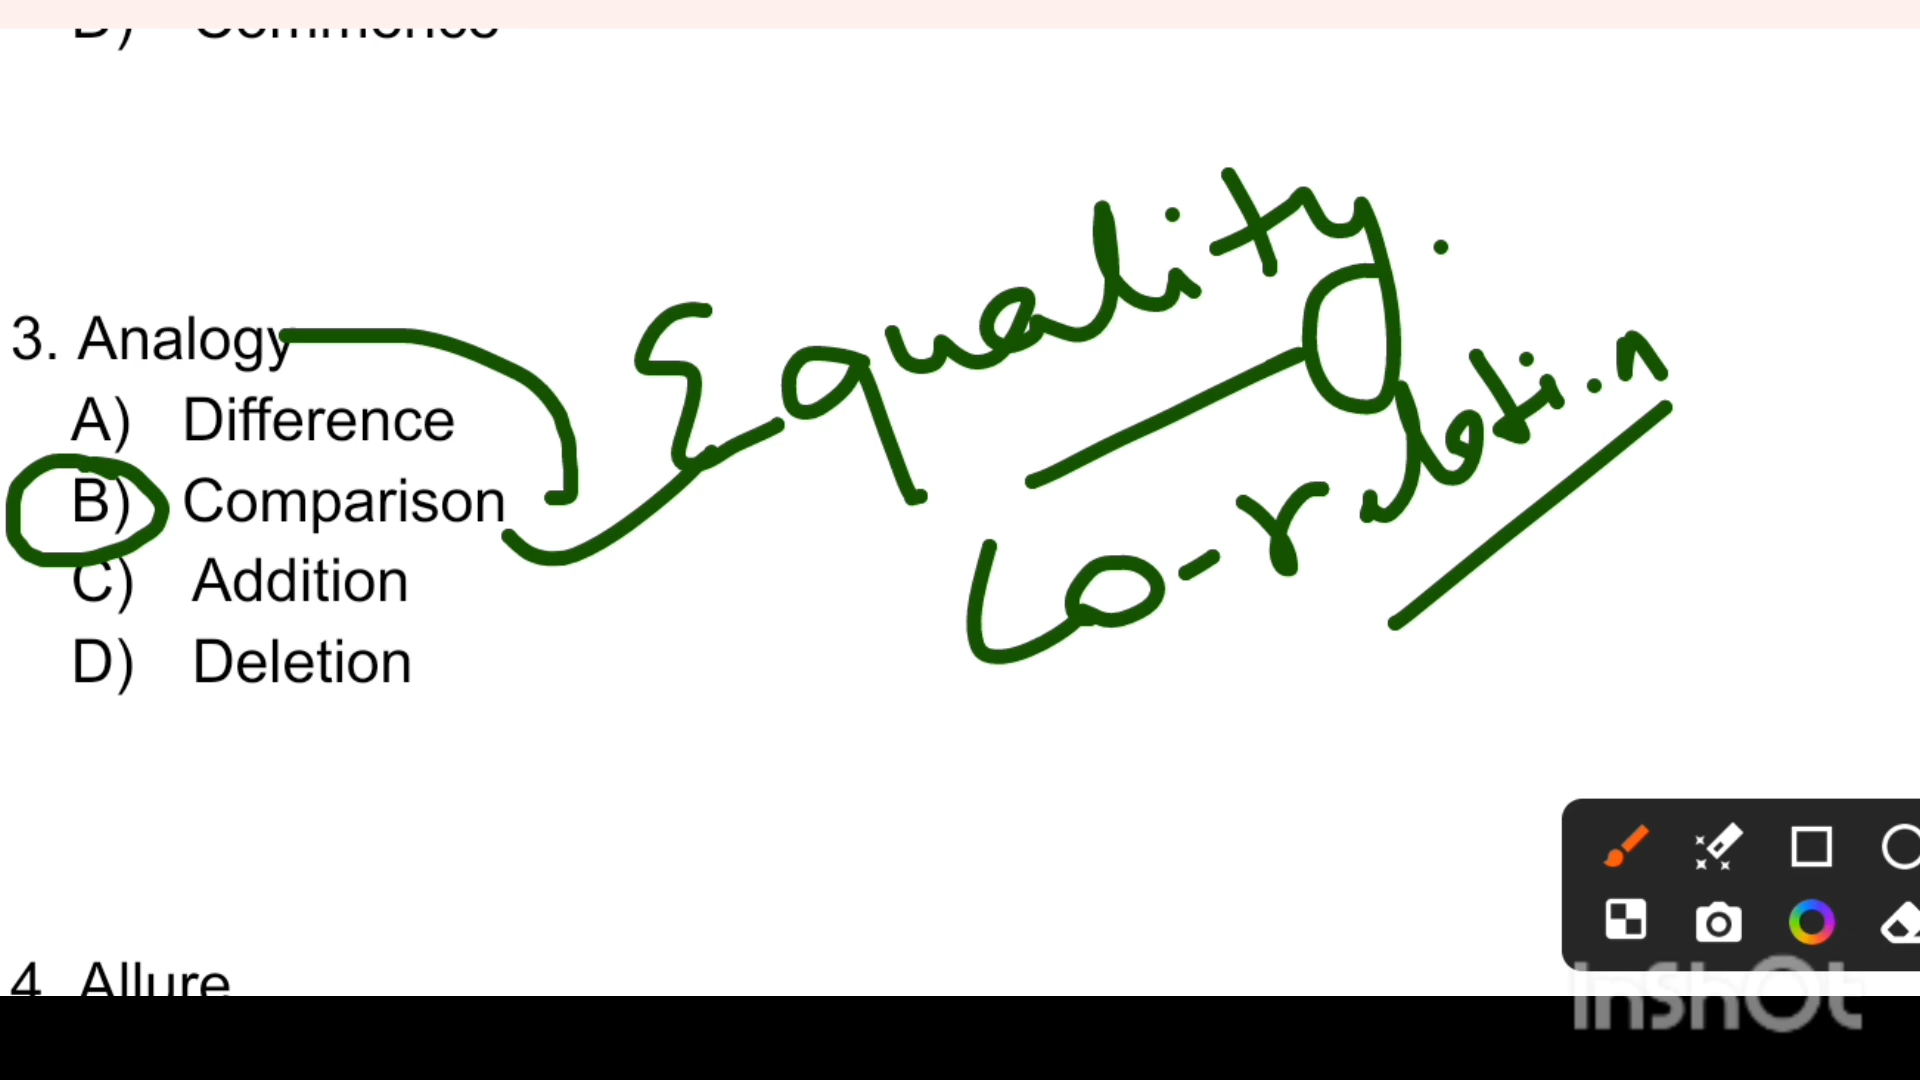 3. Analogy
A) Difference
B) Comparison
C) Addition
D) Deletion
Equality.
Co-relation
4. Allure
InShOt